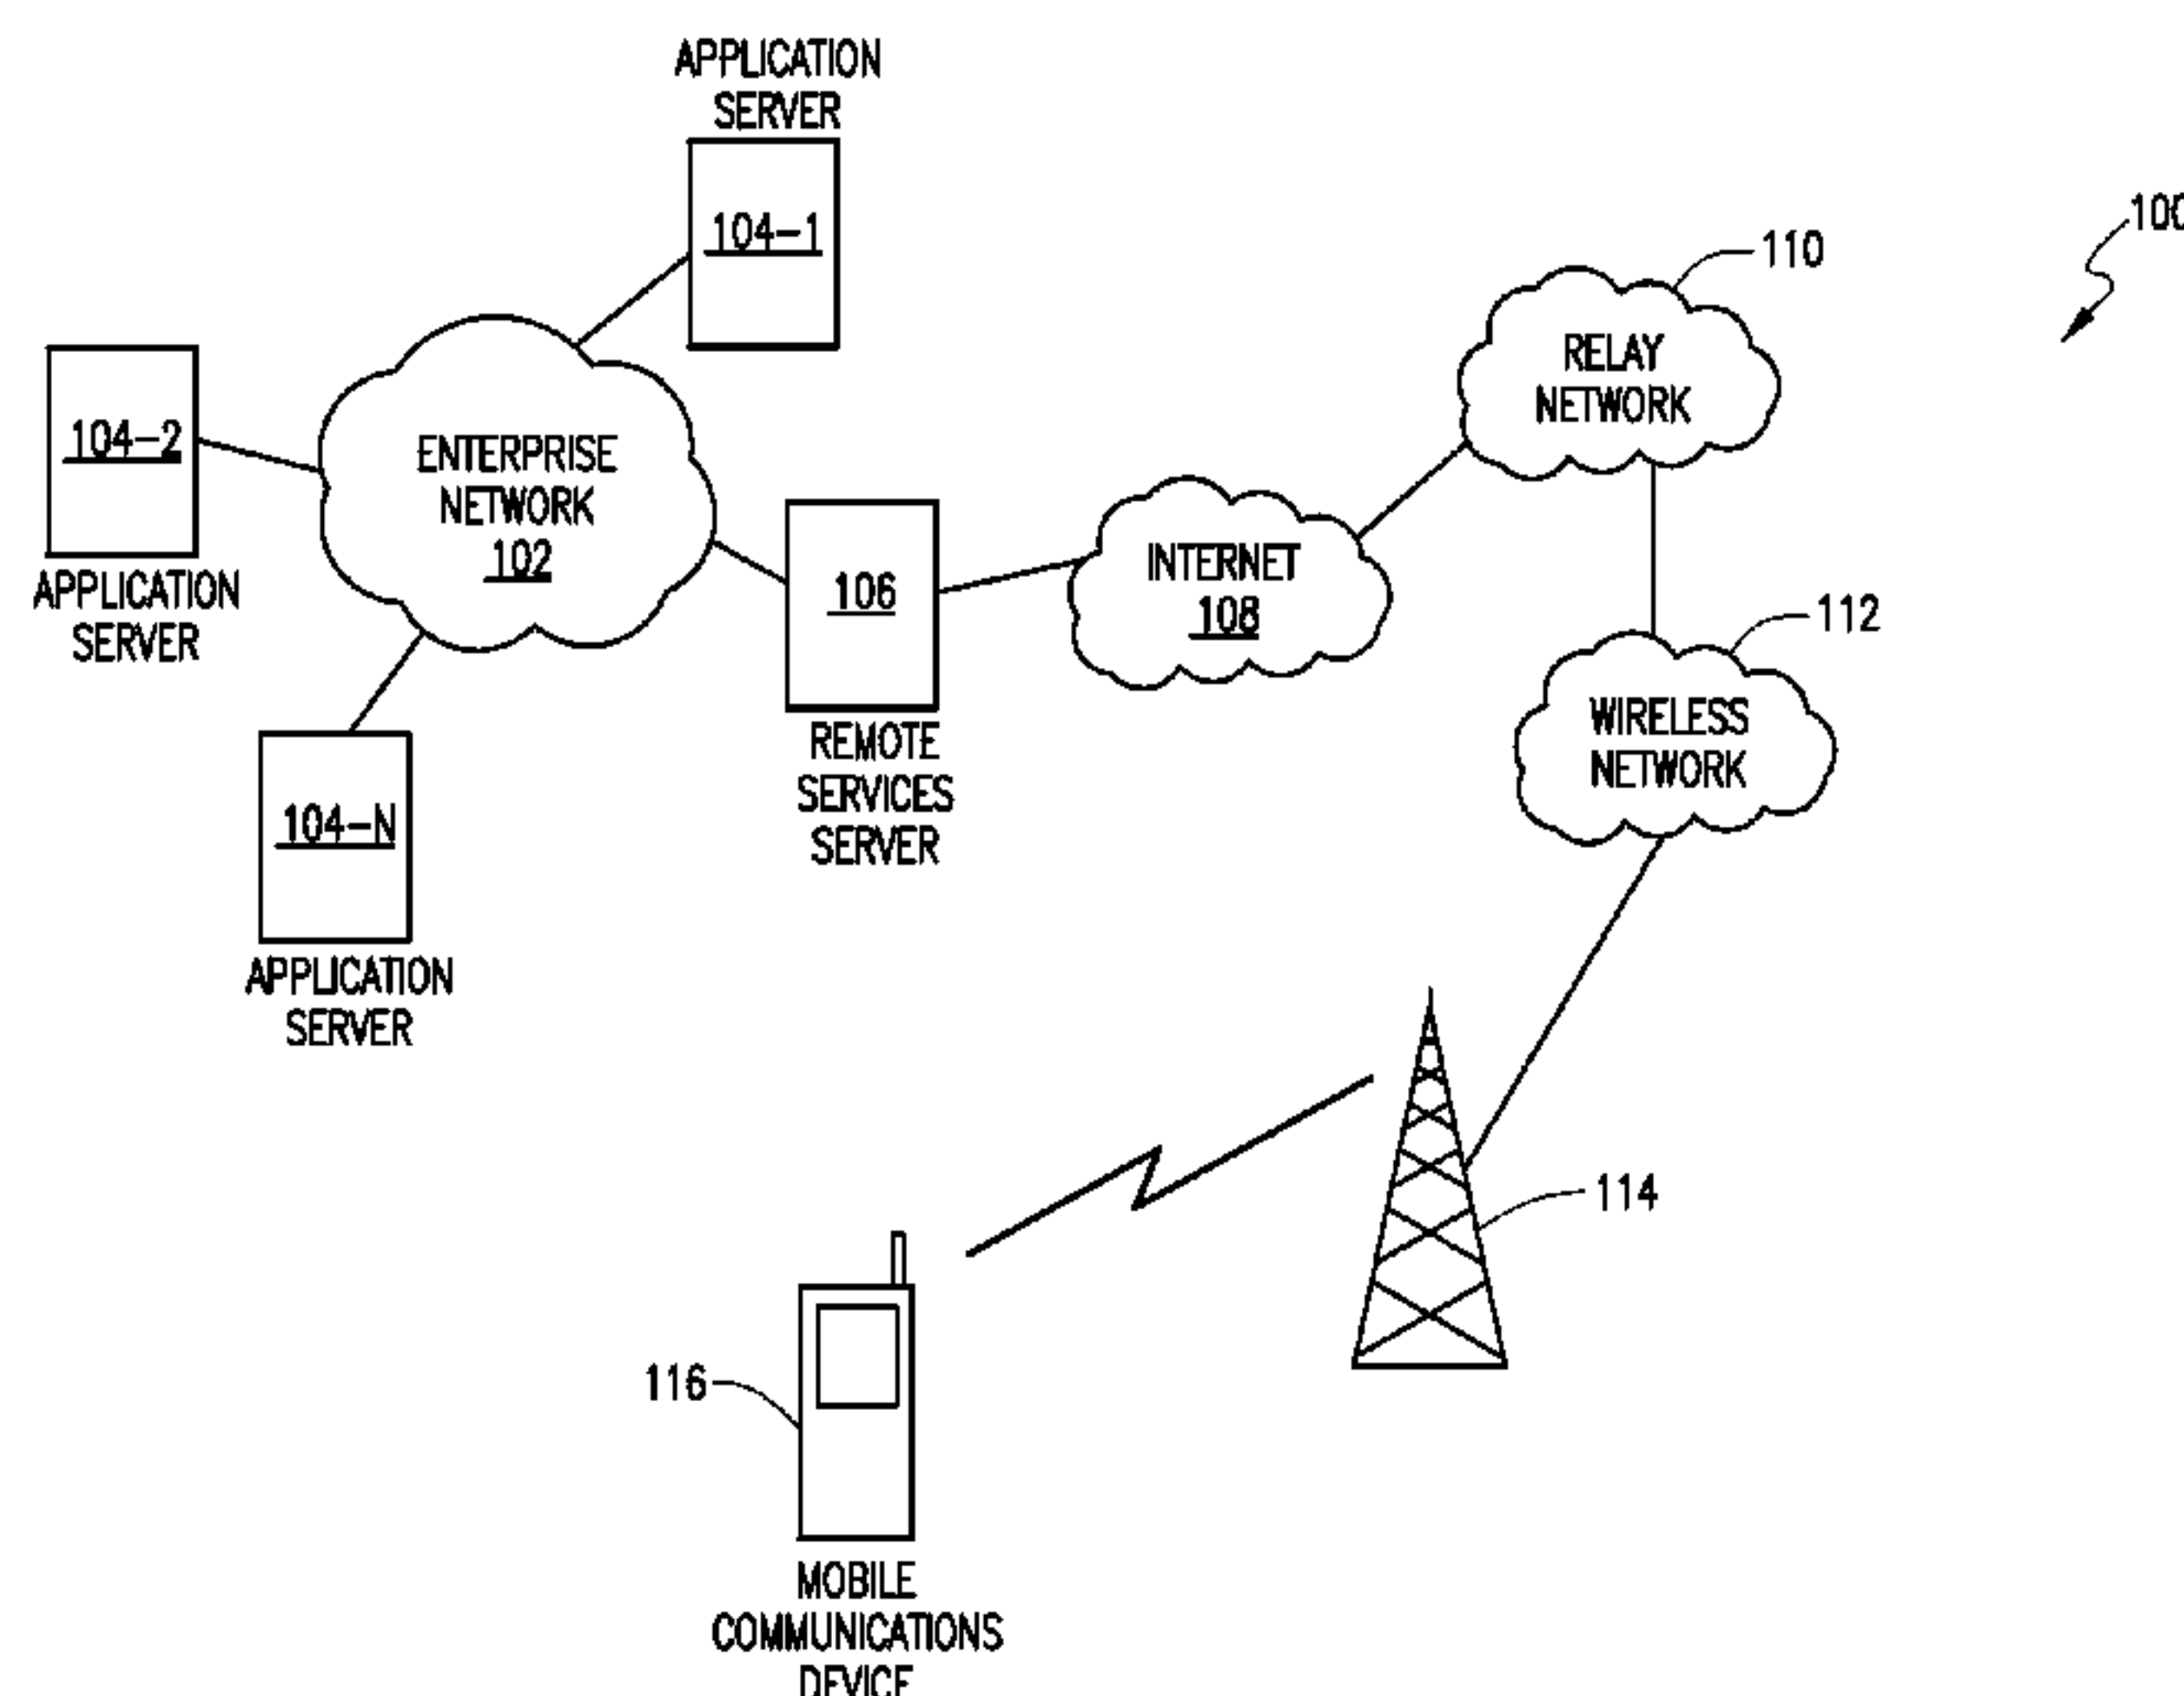 APPLICATION
SERVER
104-1
100
110
RELAY
NETWORK
104-2
APPLICATION
SERVER
ENTERPRISE
NETWORK
102
106
REMOTE
SERVICES
SERVER
INTERNET
108
112
WIRELESS
NETWORK
104-N
APPLICATION
SERVER
114
116
MOBILE
COMMUNICATIONS
DEVICE